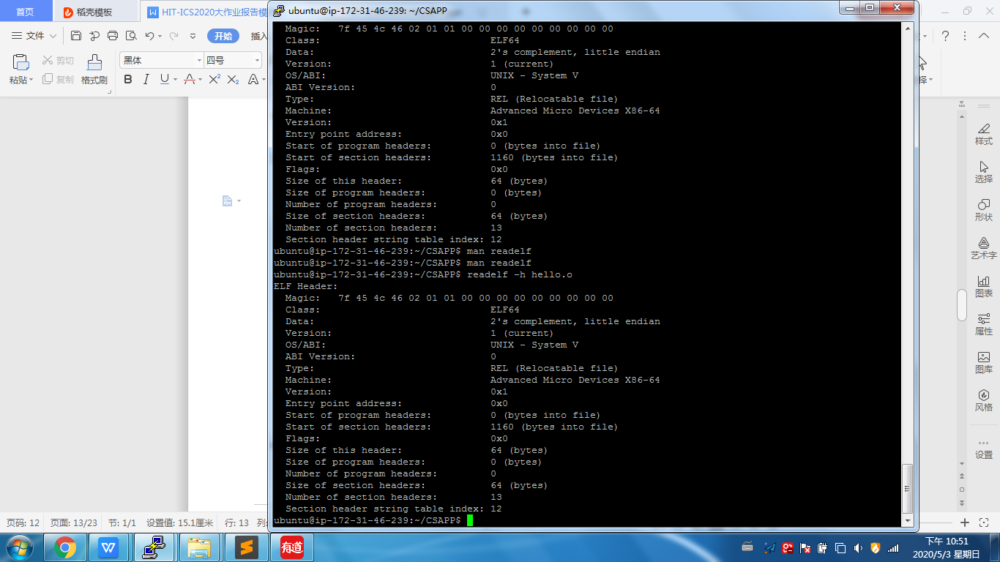 首页 稻壳模板 HIT-ICS2020大作业报告模 ubuntu@ip-172-31-46-239: ~/CSAPP
文件 开始 插入
粘贴 剪切 复制 格式刷 黑体 四号
B I U A X² X₂ A 择
Magic: 7f 45 4c 46 02 01 01 00 00 00 00 00 00 00 00 00
Class: ELF64
Data: 2's complement, little endian
Version: 1 (current)
OS/ABI: UNIX - System V
ABI Version: 0
Type: REL (Relocatable file)
Machine: Advanced Micro Devices X86-64
Version: 0x1
Entry point address: 0x0
Start of program headers: 0 (bytes into file)
Start of section headers: 1160 (bytes into file)
Flags: 0x0
Size of this header: 64 (bytes)
Size of program headers: 0 (bytes)
Number of program headers: 0
Size of section headers: 64 (bytes)
Number of section headers: 13
Section header string table index: 12
ubuntu@ip-172-31-46-239:~/CSAPP$ man readelf
ubuntu@ip-172-31-46-239:~/CSAPP$ man readelf
ubuntu@ip-172-31-46-239:~/CSAPP$ readelf -h hello.o
ELF Header:
Magic: 7f 45 4c 46 02 01 01 00 00 00 00 00 00 00 00 00
Class: ELF64
Data: 2's complement, little endian
Version: 1 (current)
OS/ABI: UNIX - System V
ABI Version: 0
Type: REL (Relocatable file)
Machine: Advanced Micro Devices X86-64
Version: 0x1
Entry point address: 0x0
Start of program headers: 0 (bytes into file)
Start of section headers: 1160 (bytes into file)
Flags: 0x0
Size of this header: 64 (bytes)
Size of program headers: 0 (bytes)
Number of program headers: 0
Size of section headers: 64 (bytes)
Number of section headers: 13
Section header string table index: 12
ubuntu@ip-172-31-46-239:~/CSAPP$
样式
选择
形状
艺术字
图表
属性
图库
风格
设置
页码: 12 页面: 13/23 节: 1/1 设置值: 15.1厘米 行: 13 列:
有道
下午 10:51
2020/5/3 星期日